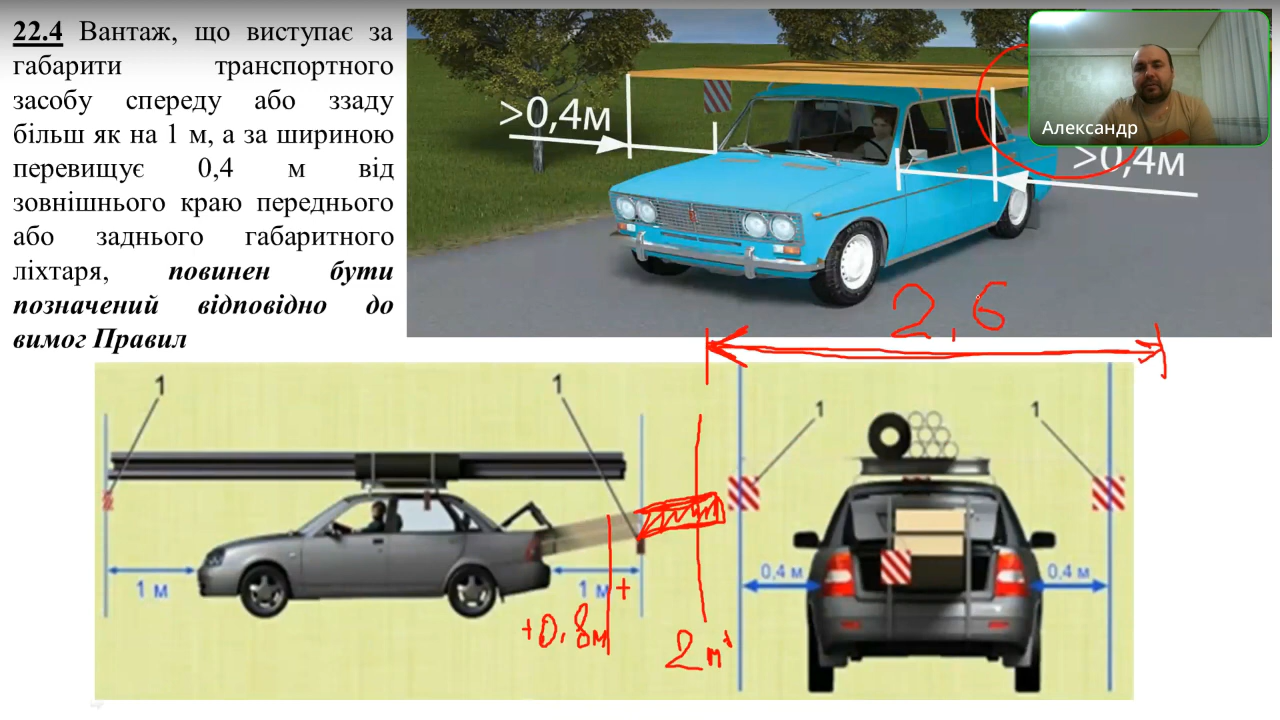 22.4 Вантаж, що виступає за
габарити транспортного
засобу спереду або ззаду
більш як на 1 м, а за шириною
перевищує 0,4 м від
зовнішнього краю переднього
або заднього габаритного
ліхтаря, повинен бути
позначений відповідно до
вимог Правил
>0,4м
Александр
>0,4м
2,6
1
1
1
1
1 м
1 м +
0,4 м
0,4 м
+0,8м
2м+